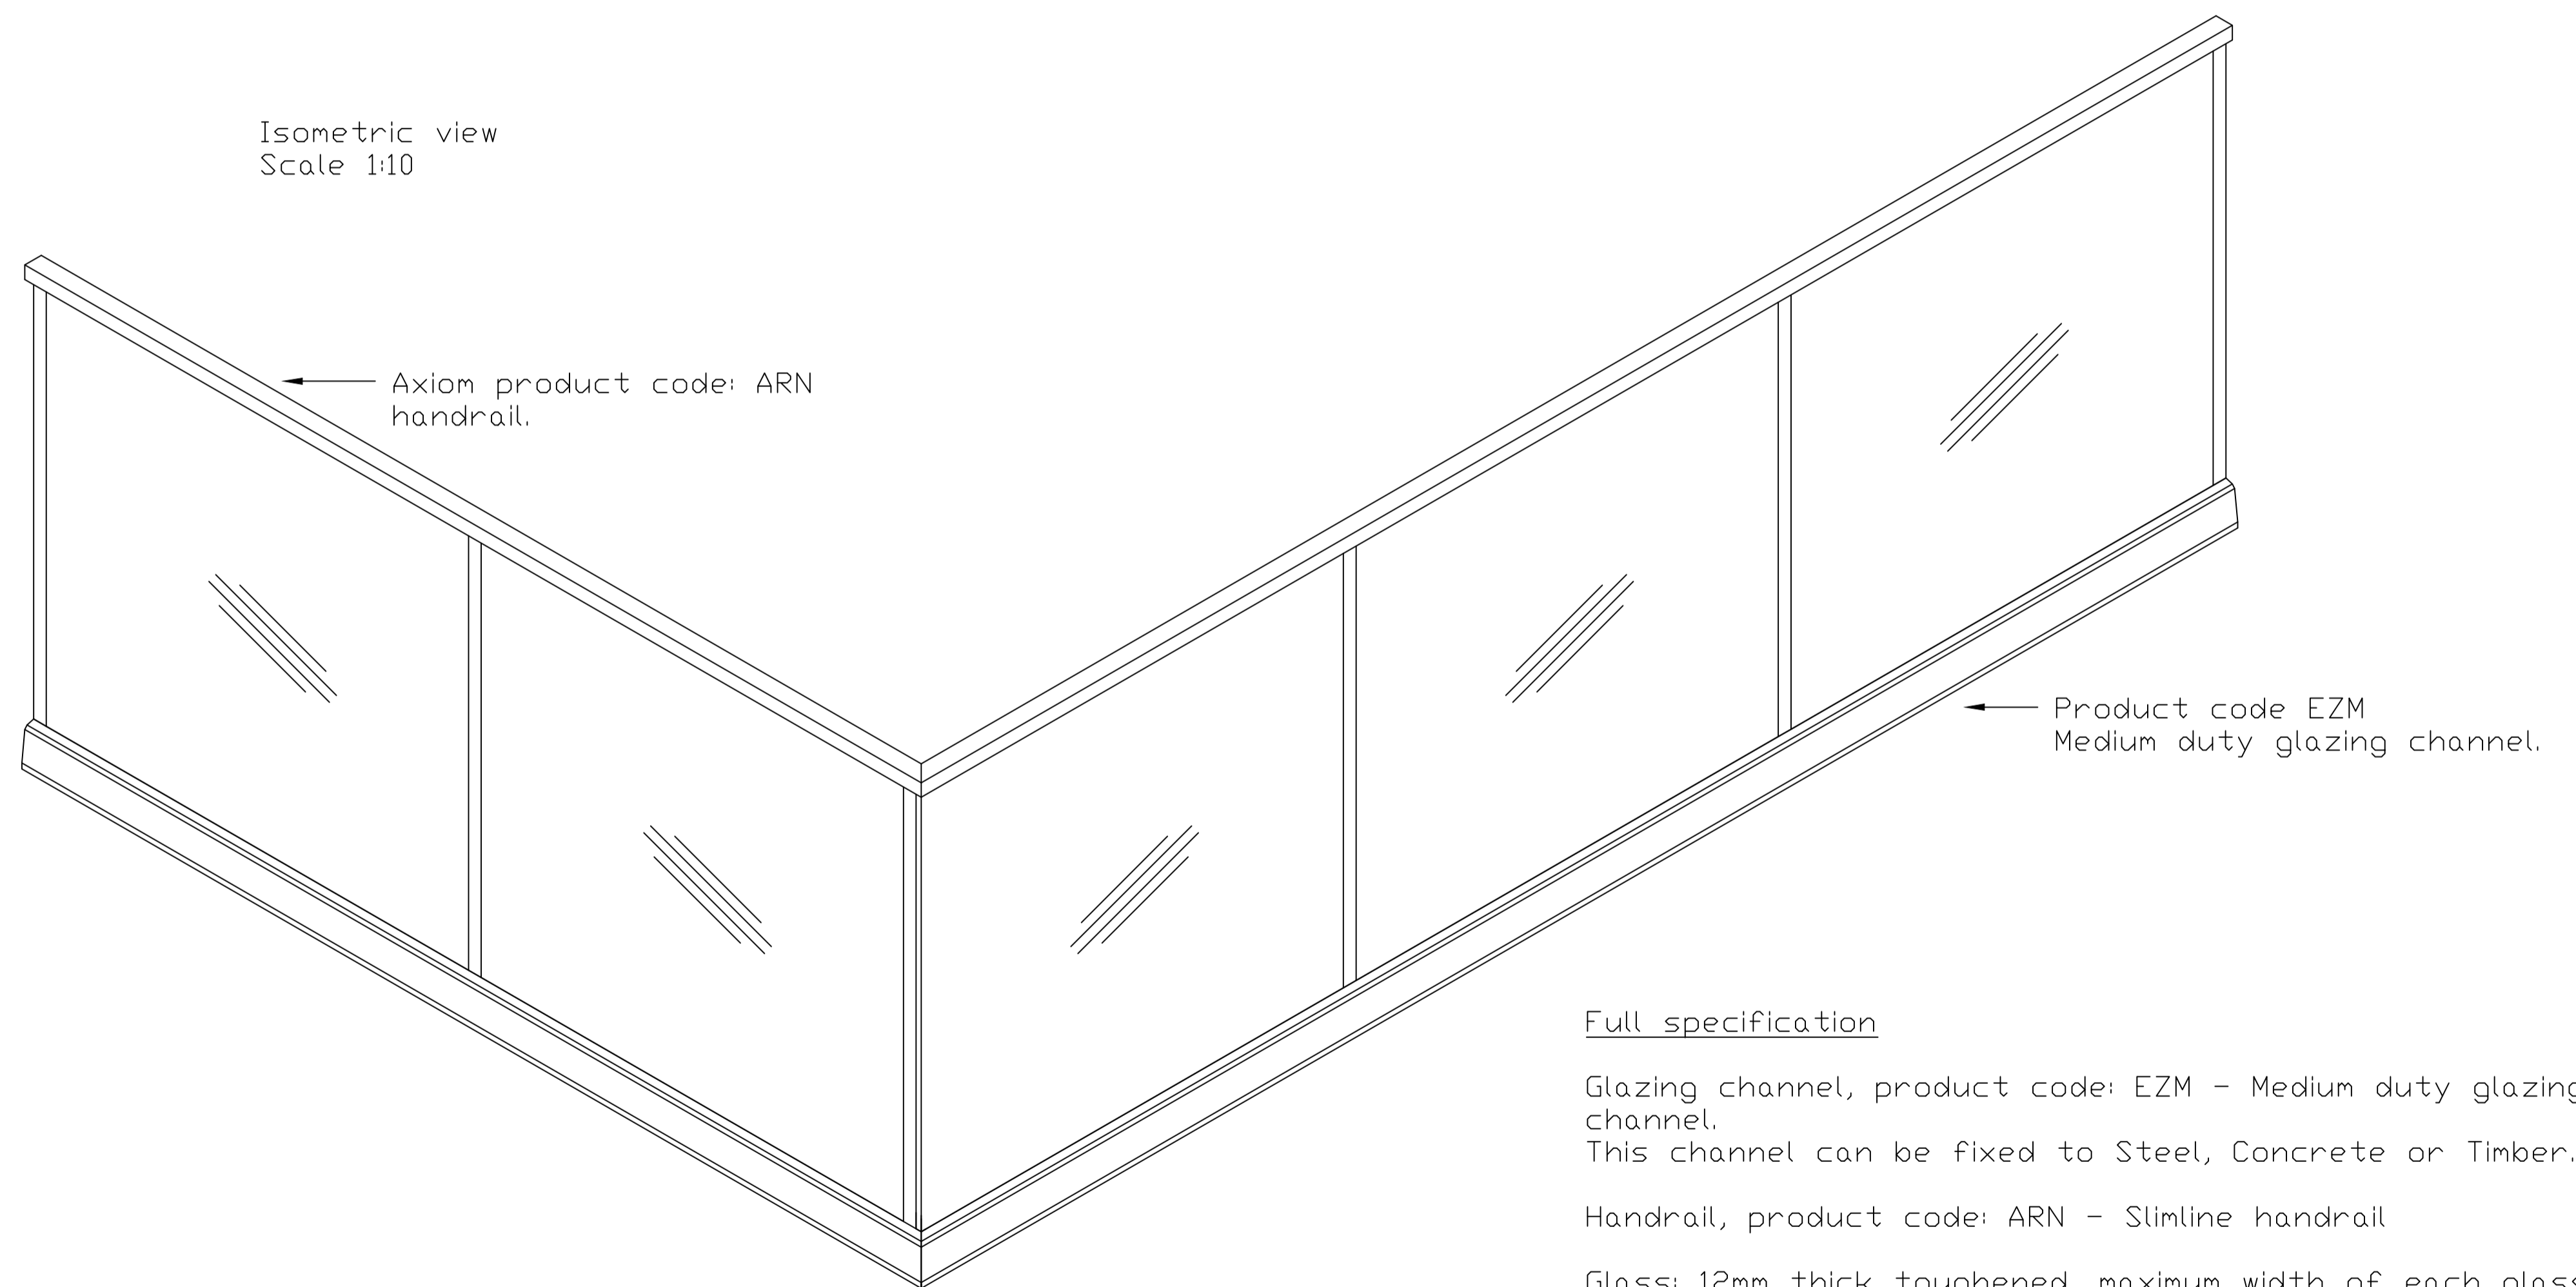 Isometric view
Scale 1:10
Axiom product code: ARN
handrail.
Product code EZM
Medium duty glazing channel.
Full specification
Glazing channel, product code: EZM - Medium duty glazing
channel.
This channel can be fixed to Steel, Concrete or Timber.
Handrail, product code: ARN - Slimline handrail
Glass: 12mm thick toughened, maximum width of each glass